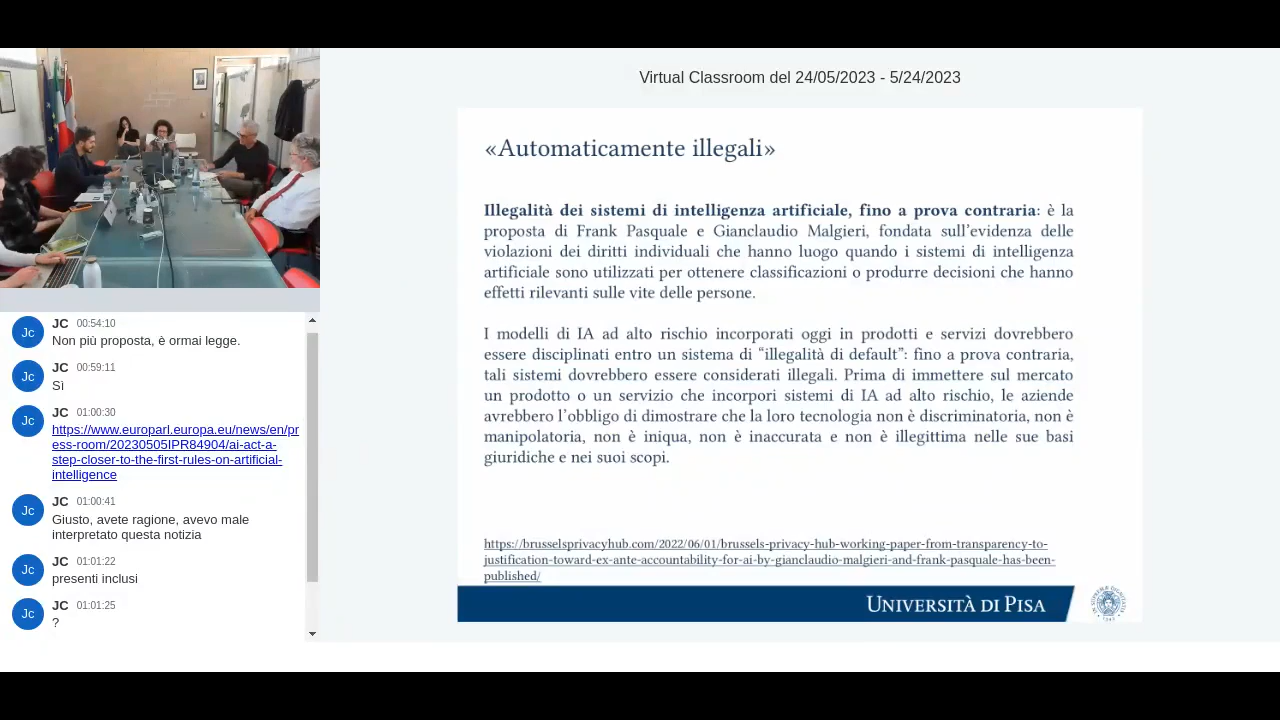 Virtual Classroom del 24/05/2023 - 5/24/2023
«Automaticamente illegali»
Illegalità dei sistemi di intelligenza artificiale, fino a prova contraria: è la
proposta di Frank Pasquale e Gianclaudio Malgieri, fondata sull'evidenza delle
violazioni dei diritti individuali che hanno luogo quando i sistemi di intelligenza
artificiale sono utilizzati per ottenere classificazioni o produrre decisioni che hanno
effetti rilevanti sulle vite delle persone.
I modelli di IA ad alto rischio incorporati oggi in prodotti e servizi dovrebbero
essere disciplinati entro un sistema di "illegalità di default": fino a prova contraria,
tali sistemi dovrebbero essere considerati illegali. Prima di immettere sul mercato
un prodotto o un servizio che incorpori sistemi di IA ad alto rischio, le aziende
avrebbero l'obbligo di dimostrare che la loro tecnologia non è discriminatoria, non è
manipolatoria, non è iniqua, non è inaccurata e non è illegittima nelle sue basi
giuridiche e nei suoi scopi.
https://brusselsprivacyhub.com/2022/06/01/brussels-privacy-hub-working-paper-from-transparency-to-
justification-toward-ex-ante-accountability-for-ai-by-gianclaudio-malgieri-and-frank-pasquale-has-been-
published/
UNIVERSITÀ DI PISA
Jc
JC 00:54:10
Non più proposta, è ormai legge.
Jc
JC 00:59:11
Sì
Jc
JC 01:00:30
https://www.europarl.europa.eu/news/en/pr
ess-room/20230505IPR84904/ai-act-a-
step-closer-to-the-first-rules-on-artificial-
intelligence
Jc
JC 01:00:41
Giusto, avete ragione, avevo male
interpretato questa notizia
Jc
JC 01:01:22
presenti inclusi
Jc
JC 01:01:25
?